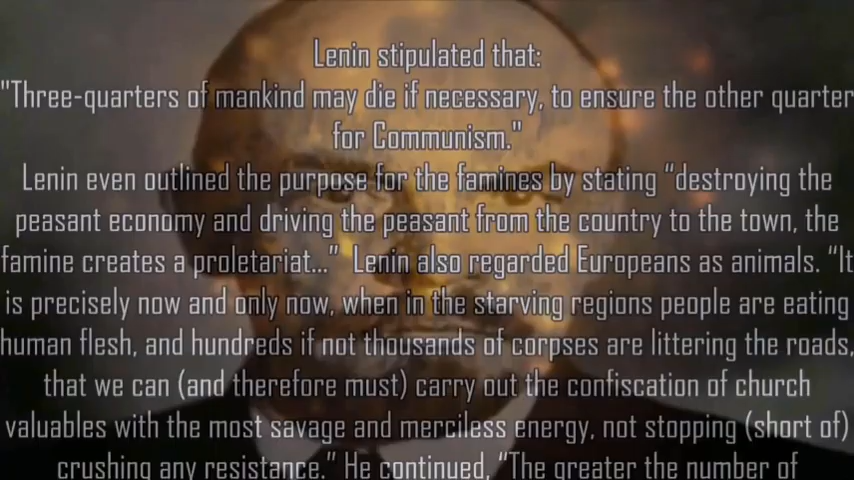 Lenin stipulated that:
"Three-quarters of mankind may die if necessary, to ensure the other quarter
for Communism."
Lenin even outlined the purpose for the famines by stating “destroying the
peasant economy and driving the peasant from the country to the town, the
famine creates a proletariat...”  Lenin also regarded Europeans as animals. “It
is precisely now and only now, when in the starving regions people are eating
human flesh, and hundreds if not thousands of corpses are littering the roads,
that we can (and therefore must) carry out the confiscation of church
valuables with the most savage and merciless energy, not stopping (short of)
crushing any resistance.” He continued, “The greater the number of